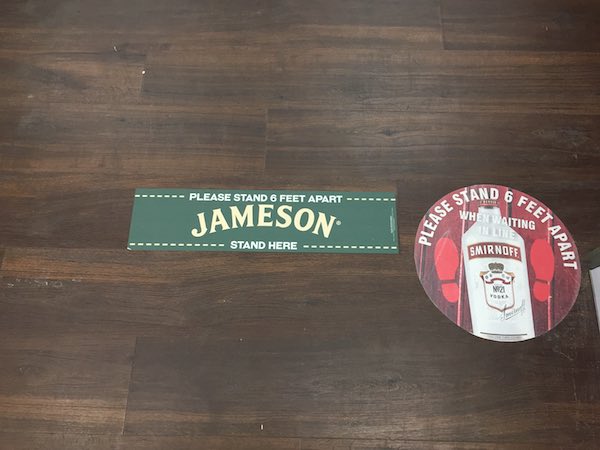 PLEASE STAND 6 FEET APART
JAMESON®
STAND HERE
PLEASE STAND 6 FEET APART
WHEN WAITING
IN LINE
SMIRNOFF
Nº21
VODKA